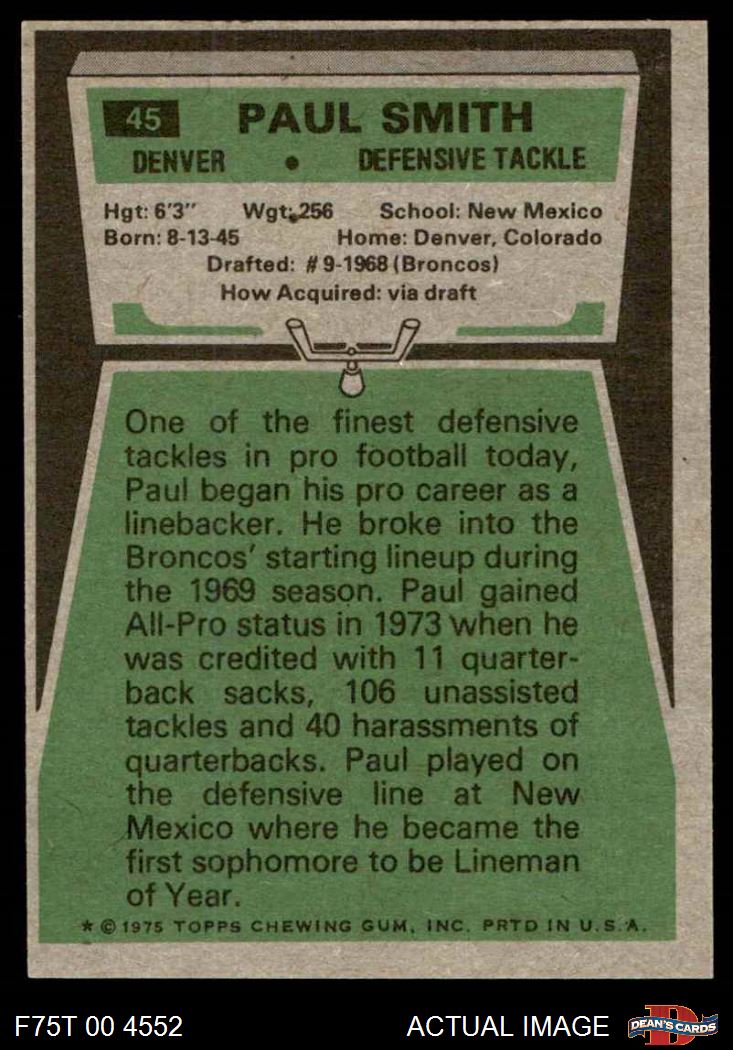 45 PAUL SMITH
DENVER • DEFENSIVE TACKLE
Hgt: 6'3" Wgt: 256 School: New Mexico
Born: 8-13-45 Home: Denver, Colorado
Drafted: #9-1968 (Broncos)
How Acquired: via draft
One of the finest defensive
tackles in pro football today,
Paul began his pro career as a
linebacker. He broke into the
Broncos' starting lineup during
the 1969 season. Paul gained
All-Pro status in 1973 when he
was credited with 11 quarter-
back sacks, 106 unassisted
tackles and 40 harassments of
quarterbacks. Paul played on
the defensive line at New
Mexico where he became the
first sophomore to be Lineman
of Year.
★ © 1975 TOPPS CHEWING GUM, INC. PRTD IN U.S.A.
F75T 00 4552 ACTUAL IMAGE D DEAN'S CARDS